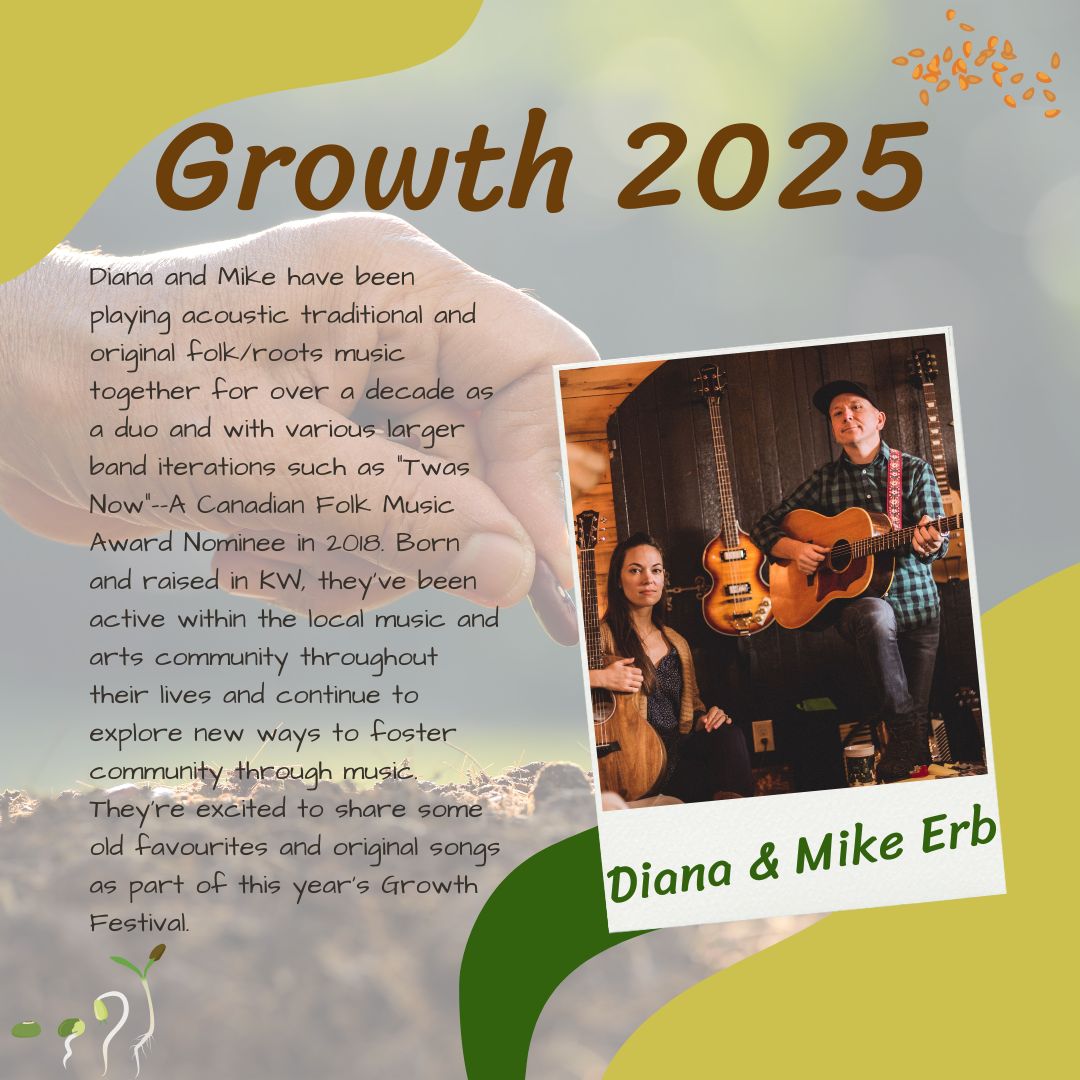 Growth 2025
Diana and Mike have been
playing acoustic traditional and
original folk/roots music
together for over a decade as
a duo and with various larger
band iterations such as "Twas
Now"--A Canadian Folk Music
Award Nominee in 2018. Born
and raised in KW, they've been
active within the local music and
arts community throughout
their lives and continue to
explore new ways to foster
community through music.
They're excited to share some
old favourites and original songs
as part of this year's Growth
Festival.
Diana & Mike Erb